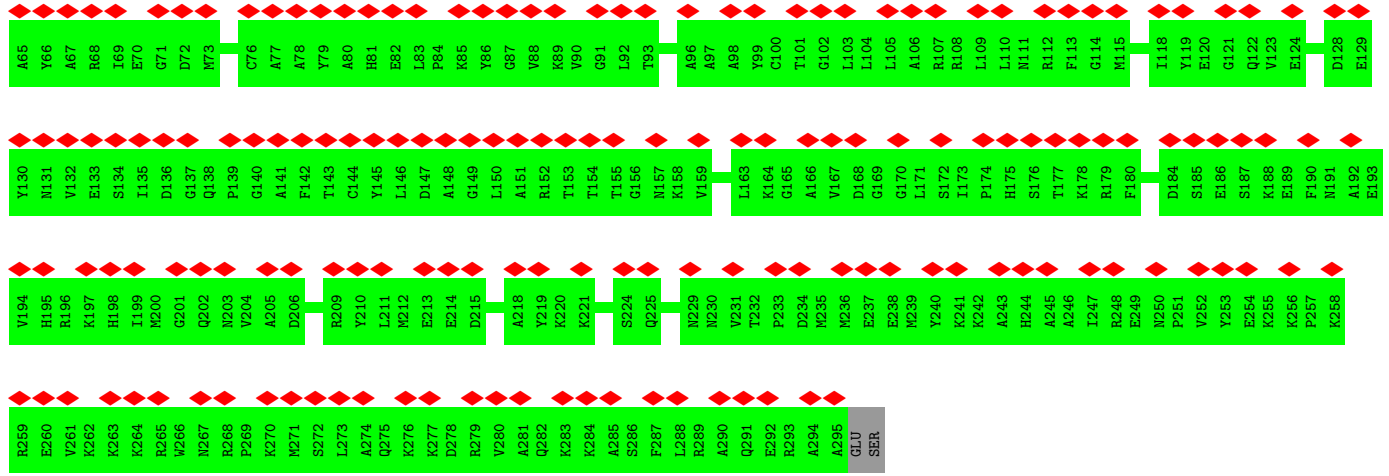 A65 Y66 A67 R68 I69 E70 G71 D72 M73 C76 A77 A78 Y79 A80 H81 E82 L83 P84 K85 Y86 G87 V88 K89 V90 G91 L92 T93 A96 A97 A98 Y99 C100 T101 G102 L103 L104 L105 A106 R107 R108 L109 L110 N111 R112 F113 G114 M115 I118 Y119 E120 G121 Q122 V123 E124 D128 E129
Y130 N131 V132 E133 S134 I135 D136 G137 Q138 P139 G140 A141 F142 T143 C144 Y145 L146 D147 A148 G149 L150 A151 R152 T153 T154 T155 G156 N157 K158 V159 L163 K164 G165 A166 V167 D168 G169 G170 L171 S172 I173 P174 H175 S176 T177 K178 R179 F180 D184 S185 E186 S187 K188 E189 F190 N191 A192 E193
V194 H195 R196 K197 H198 I199 M200 G201 Q202 N203 V204 A205 D206 R209 Y210 L211 M212 E213 E214 D215 A218 Y219 K220 K221 S224 Q225 N229 N230 V231 T232 P233 D234 M235 M236 E237 E238 M239 Y240 K241 K242 A243 H244 A245 A246 I247 R248 E249 N250 P251 V252 Y253 E254 K255 K256 P257 K258
R259 E260 V261 K262 K263 K264 R265 W266 N267 R268 P269 K270 M271 S272 L273 A274 Q275 K276 K277 D278 R279 V280 A281 Q282 K283 K284 A285 S286 F287 L288 R289 A290 Q291 E292 R293 A294 A295 GLU SER